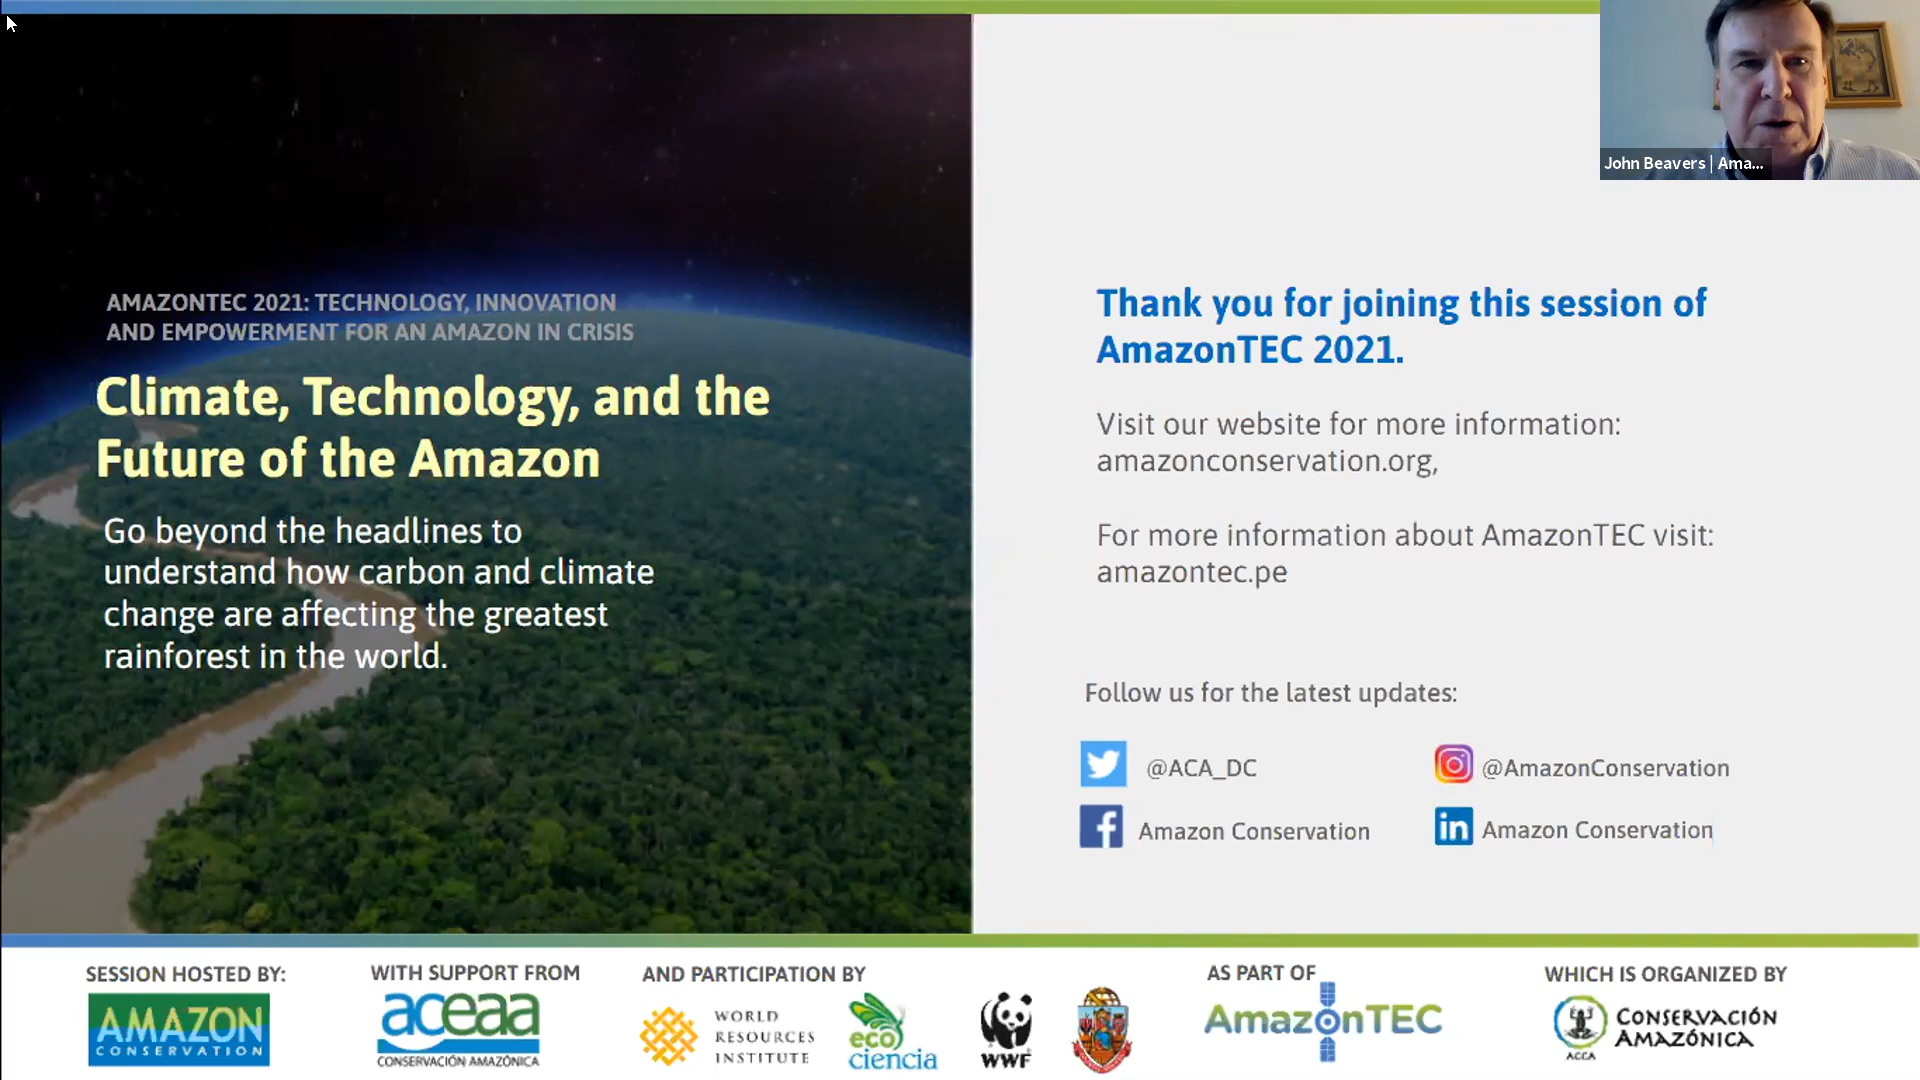 John Beavers | Ama...
AMAZONTEC 2021: TECHNOLOGY, INNOVATION
AND EMPOWERMENT FOR AN AMAZON IN CRISIS
Climate, Technology, and the
Future of the Amazon
Go beyond the headlines to
understand how carbon and climate
change are affecting the greatest
rainforest in the world.
Thank you for joining this session of
AmazonTEC 2021.
Visit our website for more information:
amazonconservation.org,
For more information about AmazonTEC visit:
amazontec.pe
Follow us for the latest updates:
@ACA_DC
@AmazonConservation
Amazon Conservation
in Amazon Conservation
SESSION HOSTED BY:
AMAZON
CONSERVATION
WITH SUPPORT FROM
aceaa
CONSERVACIÓN AMAZÓNICA
AND PARTICIPATION BY
WORLD
RESOURCES
INSTITUTE
eco
ciencia
WWF
AS PART OF
AmazonTEC
WHICH IS ORGANIZED BY
ACCA
CONSERVACIÓN
AMAZÓNICA